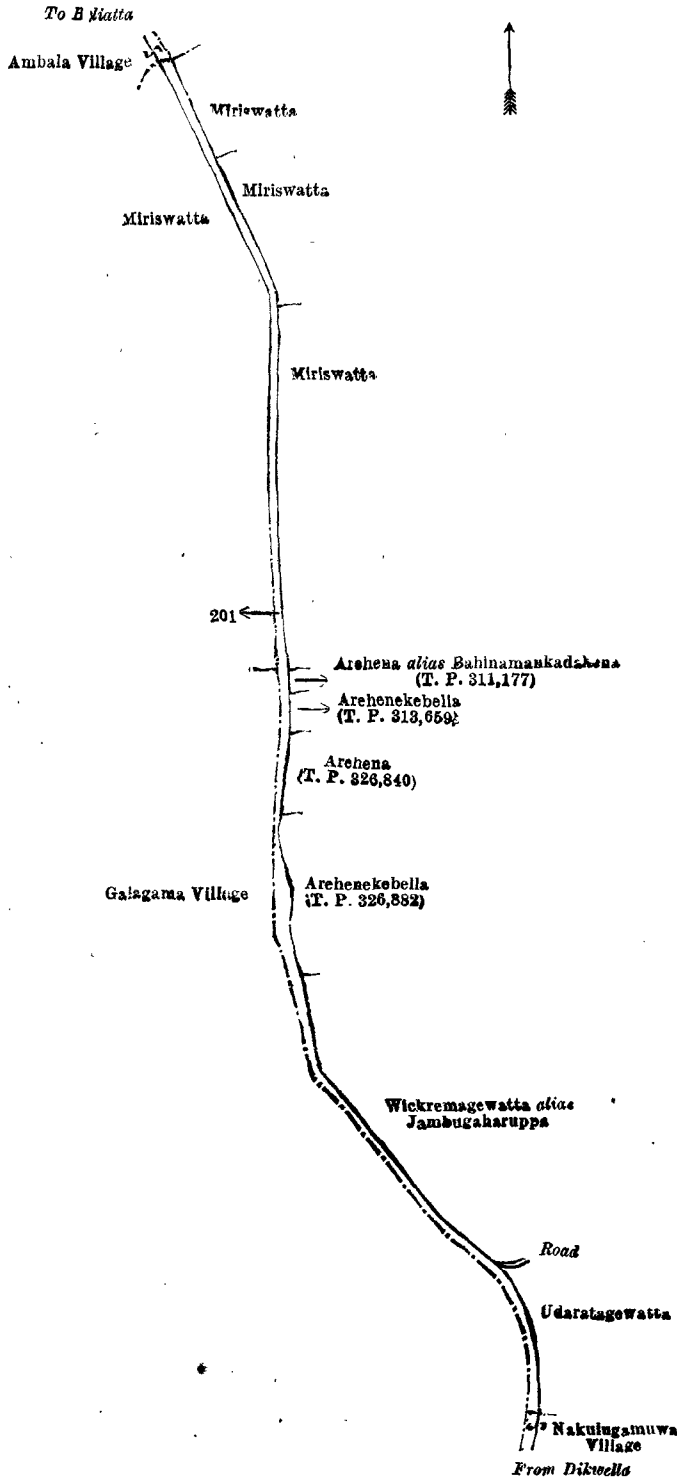 To B liatta
Ambala Village
Miriswatta
Miriswatta
Miriswatta
Miriswatta
201
Arehena alias Bahinamankadahena
(T. P. 311,177)
Arehenekebella
(T. P. 313,659)
Arehena
(T. P. 326,840)
Galagama Village
Arehenekebella
(T. P. 326,882)
Wickremagewatta alias
Jambugaharuppa
Road
Udaratagewatta
Nakulugamuwa
Village
From Dikwella